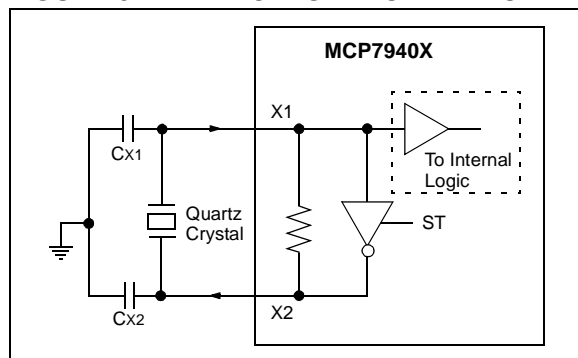 MCP7940X
X1
CX1
To Internal
Logic
Quartz
Crystal
ST
X2
CX2